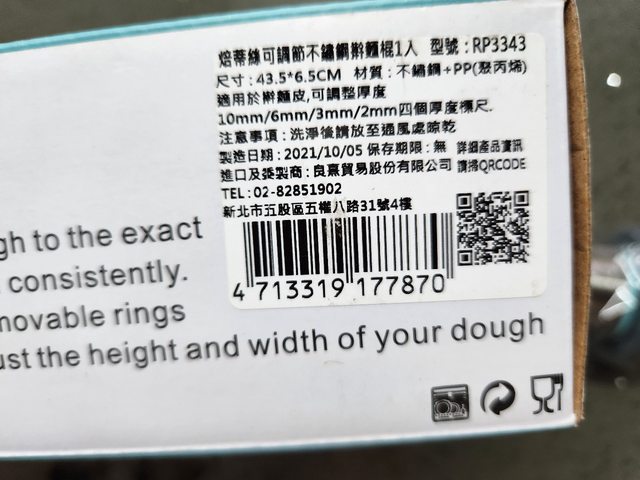 焙蒂絲可調節不鏽鋼擀麵棍1入 型號:RP3343
尺寸:43.5*6.5CM 材質:不鏽鋼+PP(聚丙烯)
適用於擀麵皮,可調整厚度
10mm/6mm/3mm/2mm四個厚度標尺.
注意事項:洗淨後請放至通風處晾乾
製造日期:2021/10/05 保存期限:無 詳細產品資訊
進口及委製商:良熹貿易股份有限公司 請掃QRCODE
TEL:02-82851902
新北市五股區五權八路31號4樓
4 713319 177870
gh to the exact
consistently.
movable rings
ust the height and width of your dough